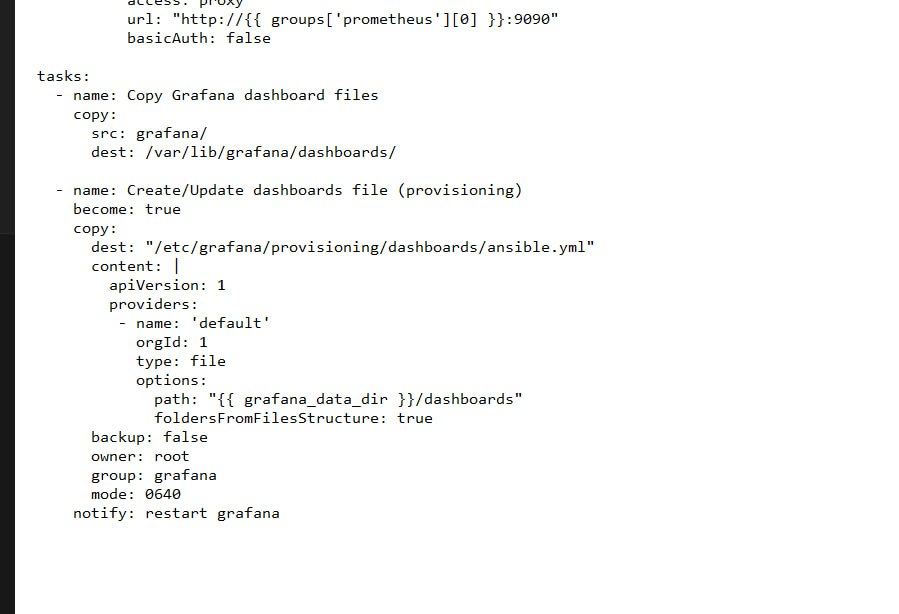 access: proxy
url: "http://{{ groups['prometheus'][0] }}:9090"
basicAuth: false
tasks:
- name: Copy Grafana dashboard files
copy:
src: grafana/
dest: /var/lib/grafana/dashboards/
- name: Create/Update dashboards file (provisioning)
become: true
copy:
dest: "/etc/grafana/provisioning/dashboards/ansible.yml"
content: |
apiVersion: 1
providers:
- name: 'default'
orgId: 1
type: file
options:
path: "{{ grafana_data_dir }}/dashboards"
foldersFromFilesStructure: true
backup: false
owner: root
group: grafana
mode: 0640
notify: restart grafana